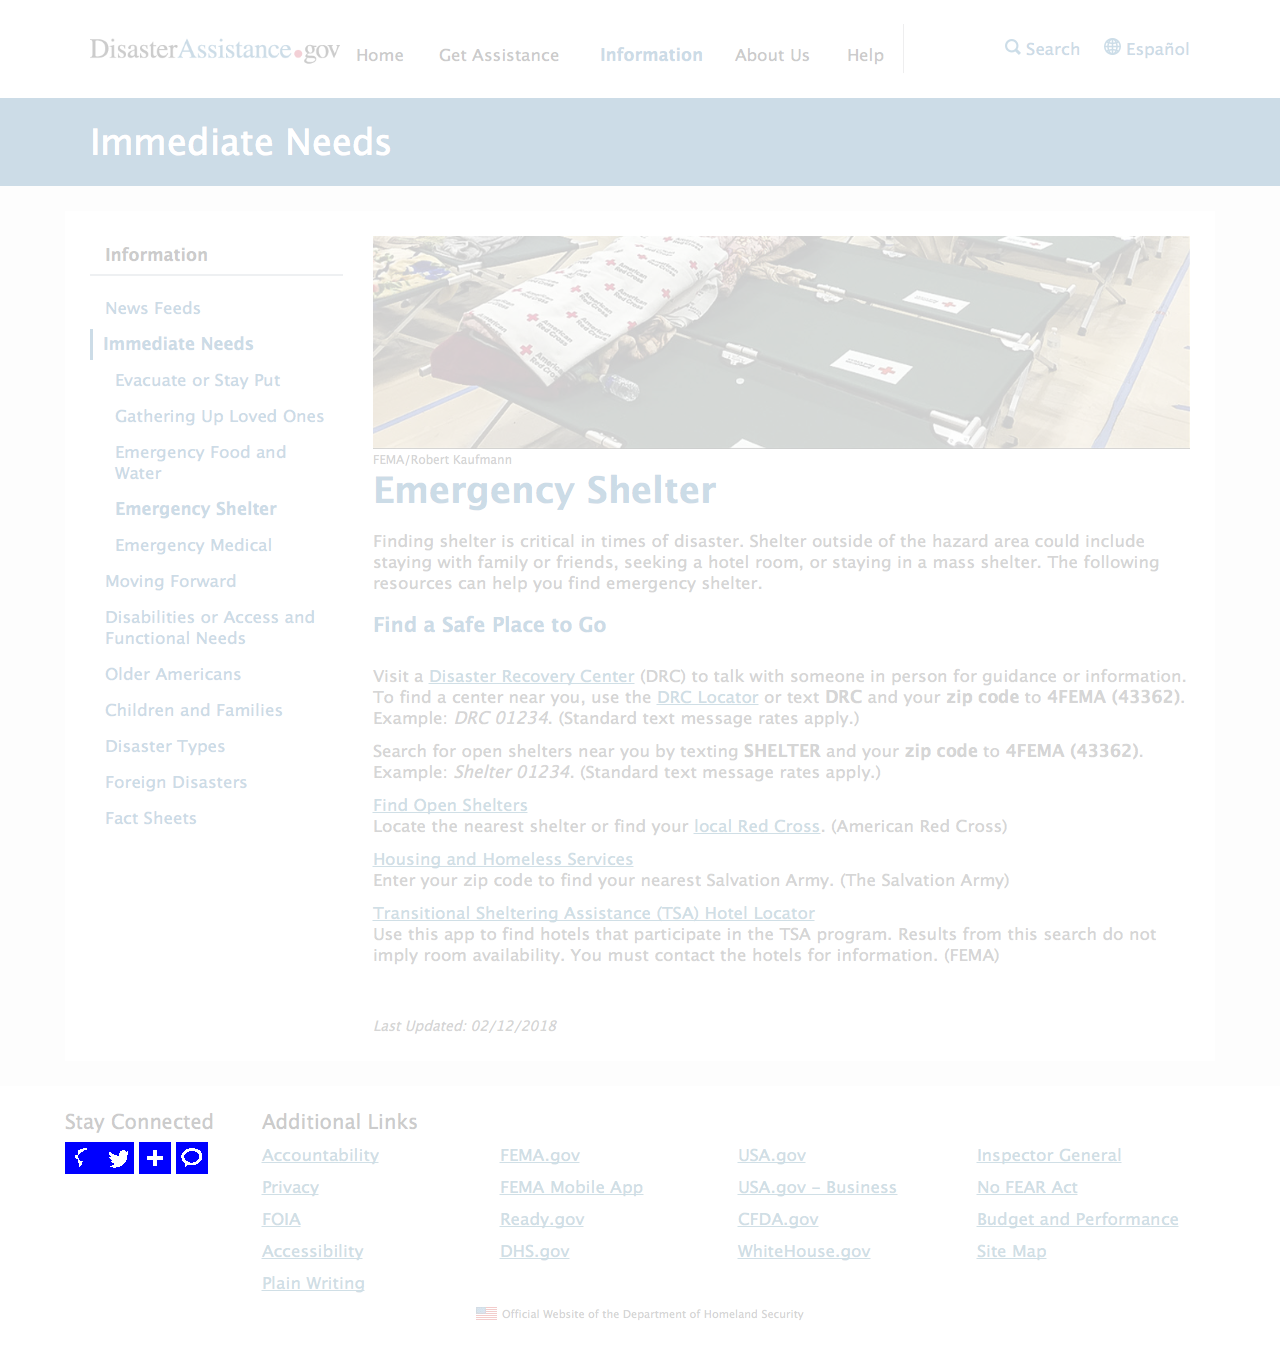 DisasterAssistance.gov
Home
Get Assistance
Information
About Us
Help
Search
Español
Immediate Needs
Information
News Feeds
Immediate Needs
Evacuate or Stay Put
Gathering Up Loved Ones
Emergency Food and
Water
Emergency Shelter
Emergency Medical
Moving Forward
Disabilities or Access and
Functional Needs
Older Americans
Children and Families
Disaster Types
Foreign Disasters
Fact Sheets
American
Red Cross
FEMA/Robert Kaufmann
Emergency Shelter
Finding shelter is critical in times of disaster. Shelter outside of the hazard area could include
staying with family or friends, seeking a hotel room, or staying in a mass shelter. The following
resources can help you find emergency shelter.
Find a Safe Place to Go
Visit a Disaster Recovery Center (DRC) to talk with someone in person for guidance or information.
To find a center near you, use the DRC Locator or text DRC and your zip code to 4FEMA (43362).
Example: DRC 01234. (Standard text message rates apply.)
Search for open shelters near you by texting SHELTER and your zip code to 4FEMA (43362).
Example: Shelter 01234. (Standard text message rates apply.)
Find Open Shelters
Locate the nearest shelter or find your local Red Cross. (American Red Cross)
Housing and Homeless Services
Enter your zip code to find your nearest Salvation Army. (The Salvation Army)
Transitional Sheltering Assistance (TSA) Hotel Locator
Use this app to find hotels that participate in the TSA program. Results from this search do not
imply room availability. You must contact the hotels for information. (FEMA)
Last Updated: 02/12/2018
Stay Connected
Additional Links
Accountability
FEMA.gov
USA.gov
Inspector General
Privacy
FEMA Mobile App
USA.gov – Business
No FEAR Act
FOIA
Ready.gov
CFDA.gov
Budget and Performance
Accessibility
DHS.gov
WhiteHouse.gov
Site Map
Plain Writing
Official Website of the Department of Homeland Security